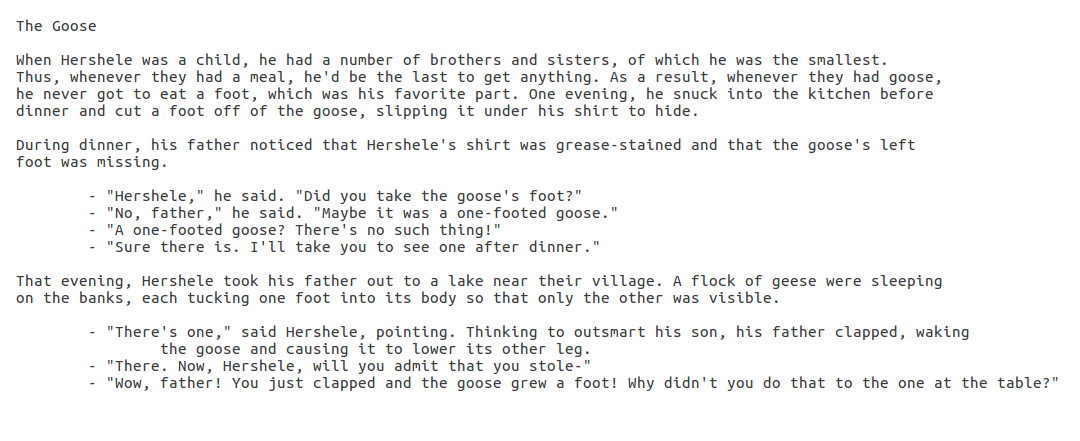 The Goose
When Hershele was a child, he had a number of brothers and sisters, of which he was the smallest.
Thus, whenever they had a meal, he'd be the last to get anything. As a result, whenever they had goose,
he never got to eat a foot, which was his favorite part. One evening, he snuck into the kitchen before
dinner and cut a foot off of the goose, slipping it under his shirt to hide.
During dinner, his father noticed that Hershele's shirt was grease-stained and that the goose's left
foot was missing.
- "Hershele," he said. "Did you take the goose's foot?"
- "No, father," he said. "Maybe it was a one-footed goose."
- "A one-footed goose? There's no such thing!"
- "Sure there is. I'll take you to see one after dinner."
That evening, Hershele took his father out to a lake near their village. A flock of geese were sleeping
on the banks, each tucking one foot into its body so that only the other was visible.
- "There's one," said Hershele, pointing. Thinking to outsmart his son, his father clapped, waking
the goose and causing it to lower its other leg.
- "There. Now, Hershele, will you admit that you stole-"
- "Wow, father! You just clapped and the goose grew a foot! Why didn't you do that to the one at the table?"